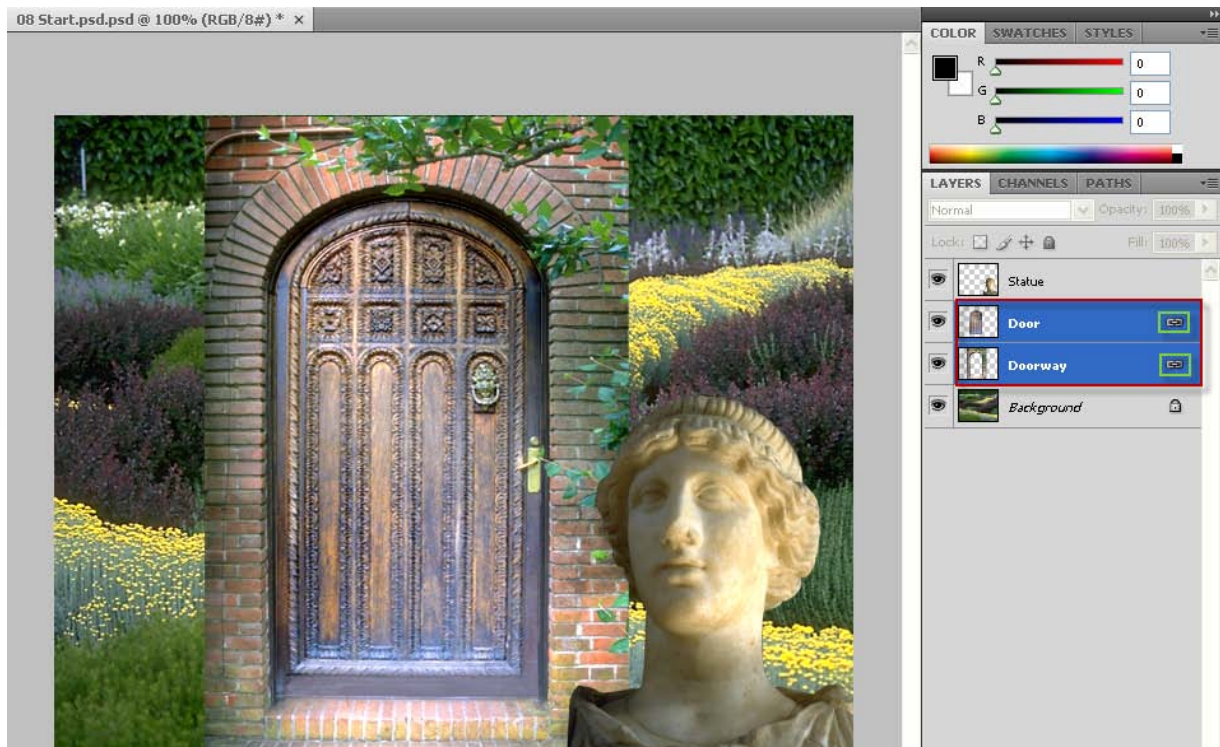 08 Start.psd.psd @ 100% (RGB/8#) * ×
COLOR SWATCHES STYLES
R 0
G 0
B 0
LAYERS CHANNELS PATHS
Normal Opacity: 100%
Lock: Fill: 100%
Statue
Door
Doorway
Background